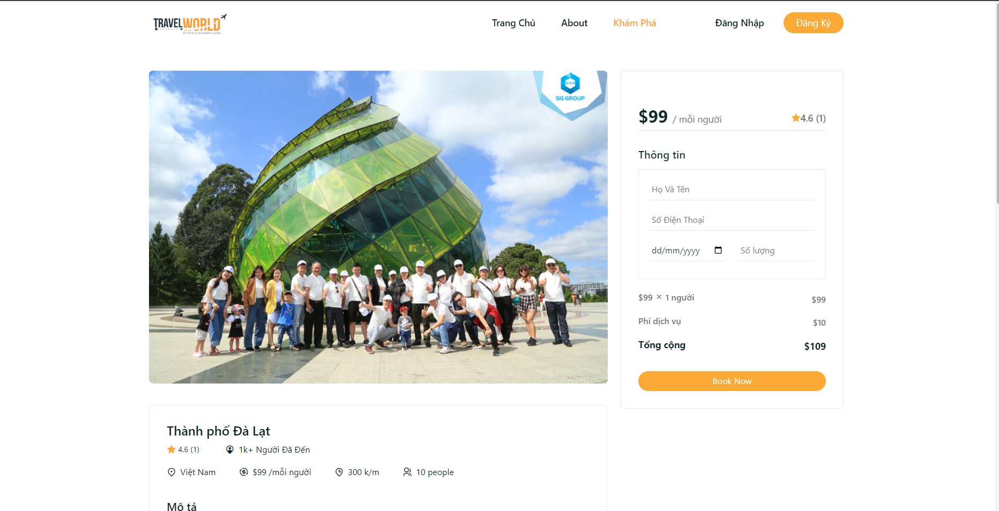 TRAVELWORLD
it's time to travel the world
Trang Chủ
About
Khám Phá
Đăng Nhập
Đăng Ký
SGG
SG GROUP
$99 / mỗi người
4.6 (1)
Thông tin
Họ Và Tên
Số Điện Thoại
dd/mm/yyyy
Số lượng
$99 × 1 người
$99
Phí dịch vụ
$10
Tổng cộng
$109
Book Now
Thành phố Đà Lạt
4.6 (1)
1k+ Người Đã Đến
Việt Nam
$99 /mỗi người
300 k/m
10 people
Mô tả